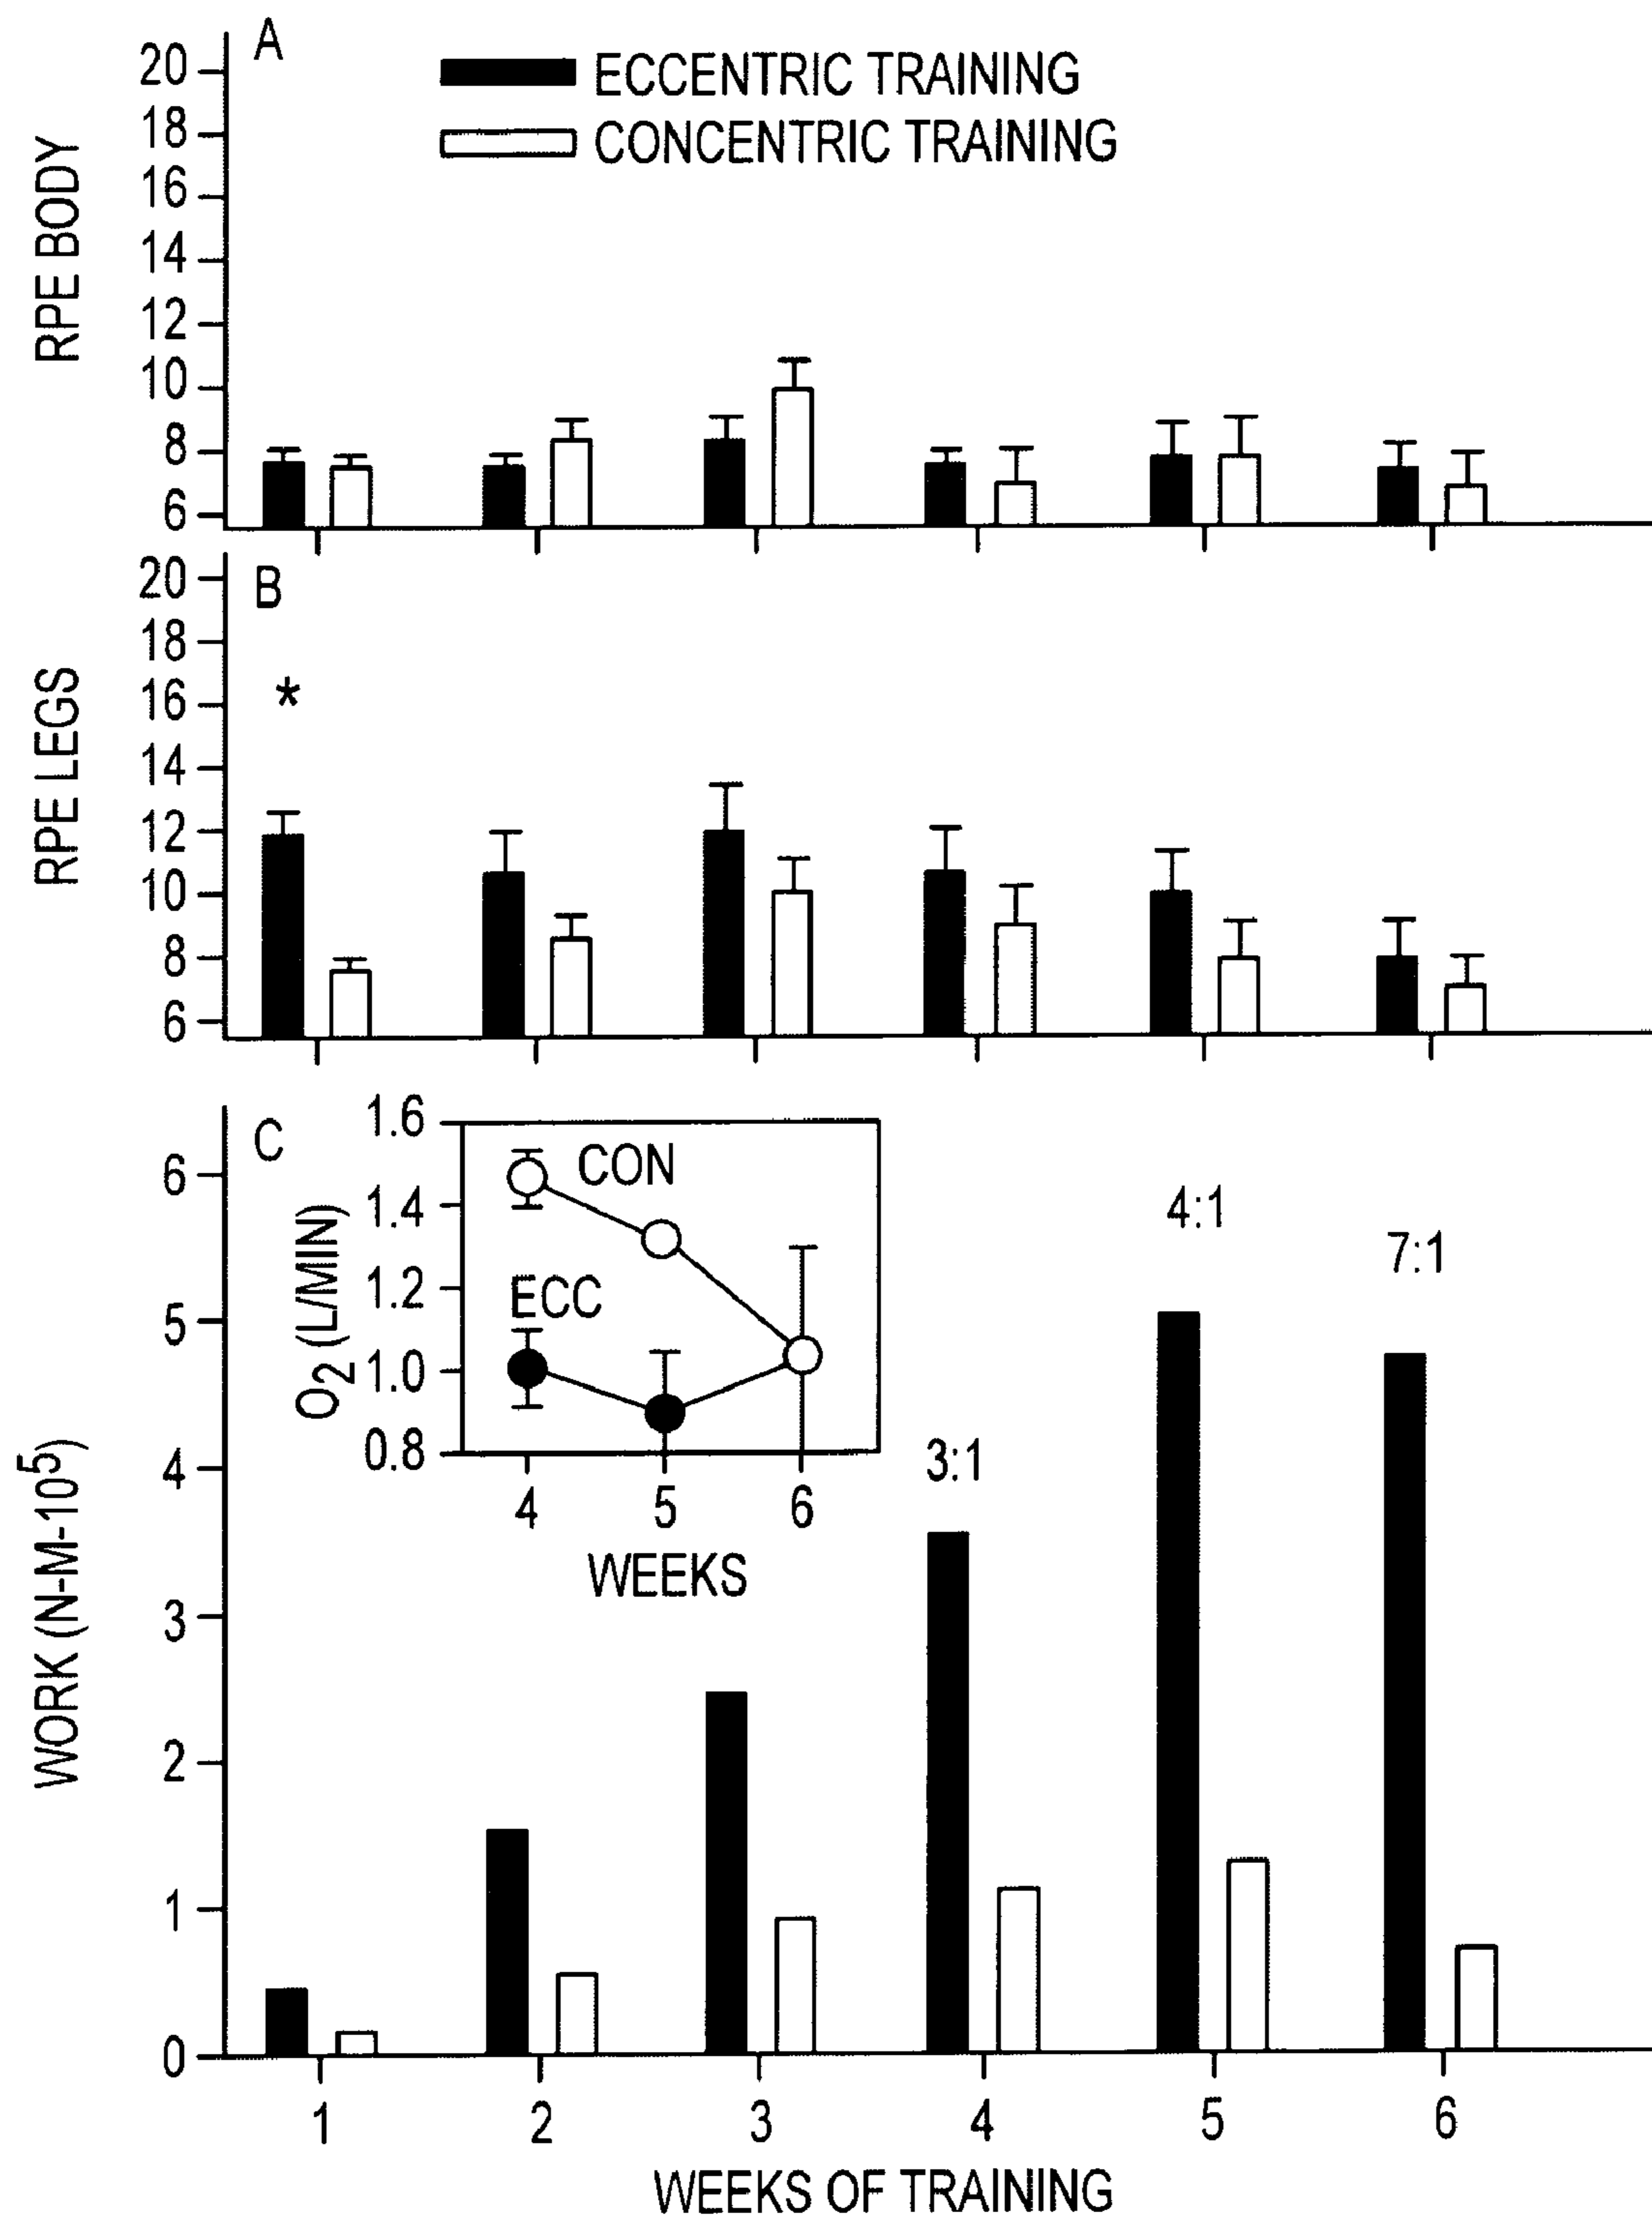 A
ECCENTRIC TRAINING
CONCENTRIC TRAINING
RPE BODY
20
18
16
14
12
10
8
6
B
RPE LEGS
20
18
16
*
14
12
10
8
6
C
WORK (N-M-10⁵)
6
5
4
3
2
1
0
O₂ (L/MIN)
1.6
1.4
1.2
1.0
0.8
CON
ECC
4 5 6
WEEKS
3:1
4:1
7:1
1 2 3 4 5 6
WEEKS OF TRAINING